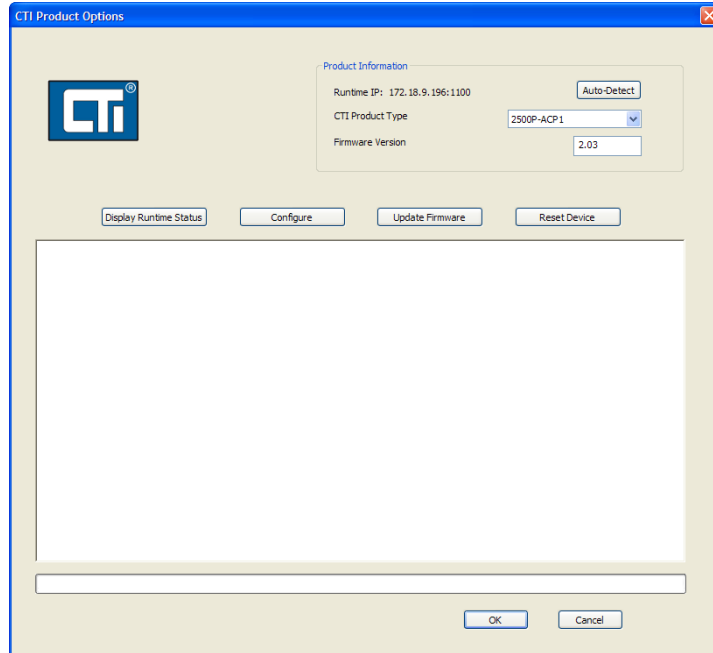 CTI Product Options
CTi ®
Product Information
Runtime IP: 172.18.9.196:1100 Auto-Detect
CTI Product Type 2500P-ACP1
Firmware Version 2.03
Display Runtime Status Configure Update Firmware Reset Device
OK Cancel